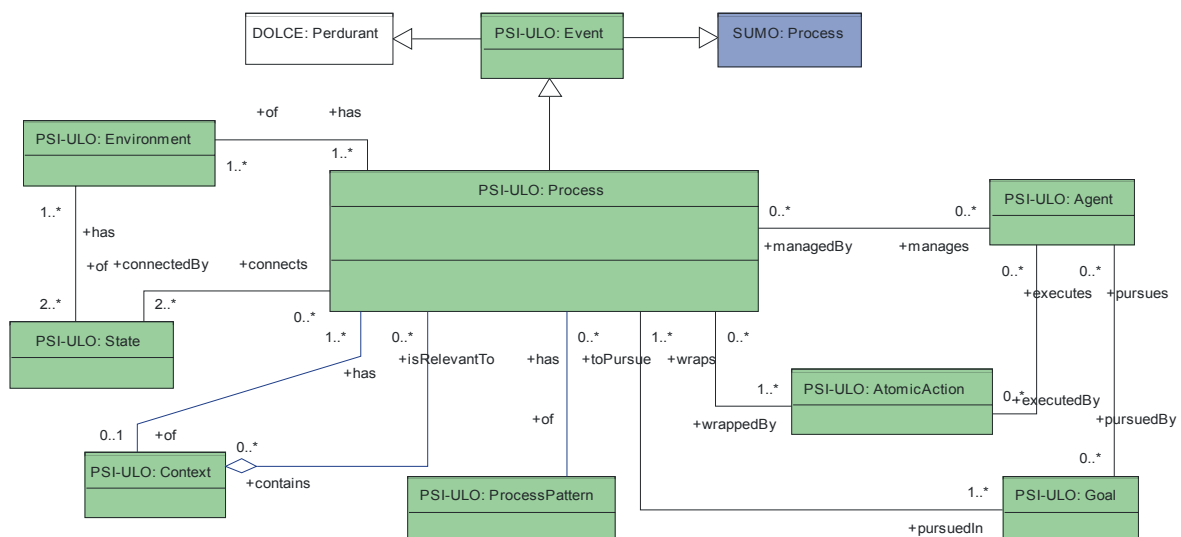 DOLCE: Perdurant
PSI-ULO: Event
SUMO: Process
+of
+has
PSI-ULO: Environment
1..*
1..*
PSI-ULO: Process
PSI-ULO: Agent
1..*
0..*
0..*
+has
+managedBy
+manages
+of
+connectedBy
+connects
0..*
0..*
+executes
+pursues
2..*
2..*
0..*
PSI-ULO: State
1..*
0..*
0..*
1..*
0..*
+has
+isRelevantTo
+has
+toPursue
+wraps
PSI-ULO: AtomicAction
1..*
0..*
+executedBy
+of
+wrappedBy
+pursuedBy
0..1
+of
0..*
0..*
PSI-ULO: Context
+contains
PSI-ULO: ProcessPattern
1..*
PSI-ULO: Goal
+pursuedIn